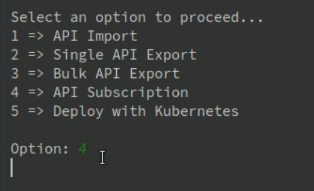 Select an option to proceed...
1 => API Import
2 => Single API Export
3 => Bulk API Export
4 => API Subscription
5 => Deploy with Kubernetes
Option: 4